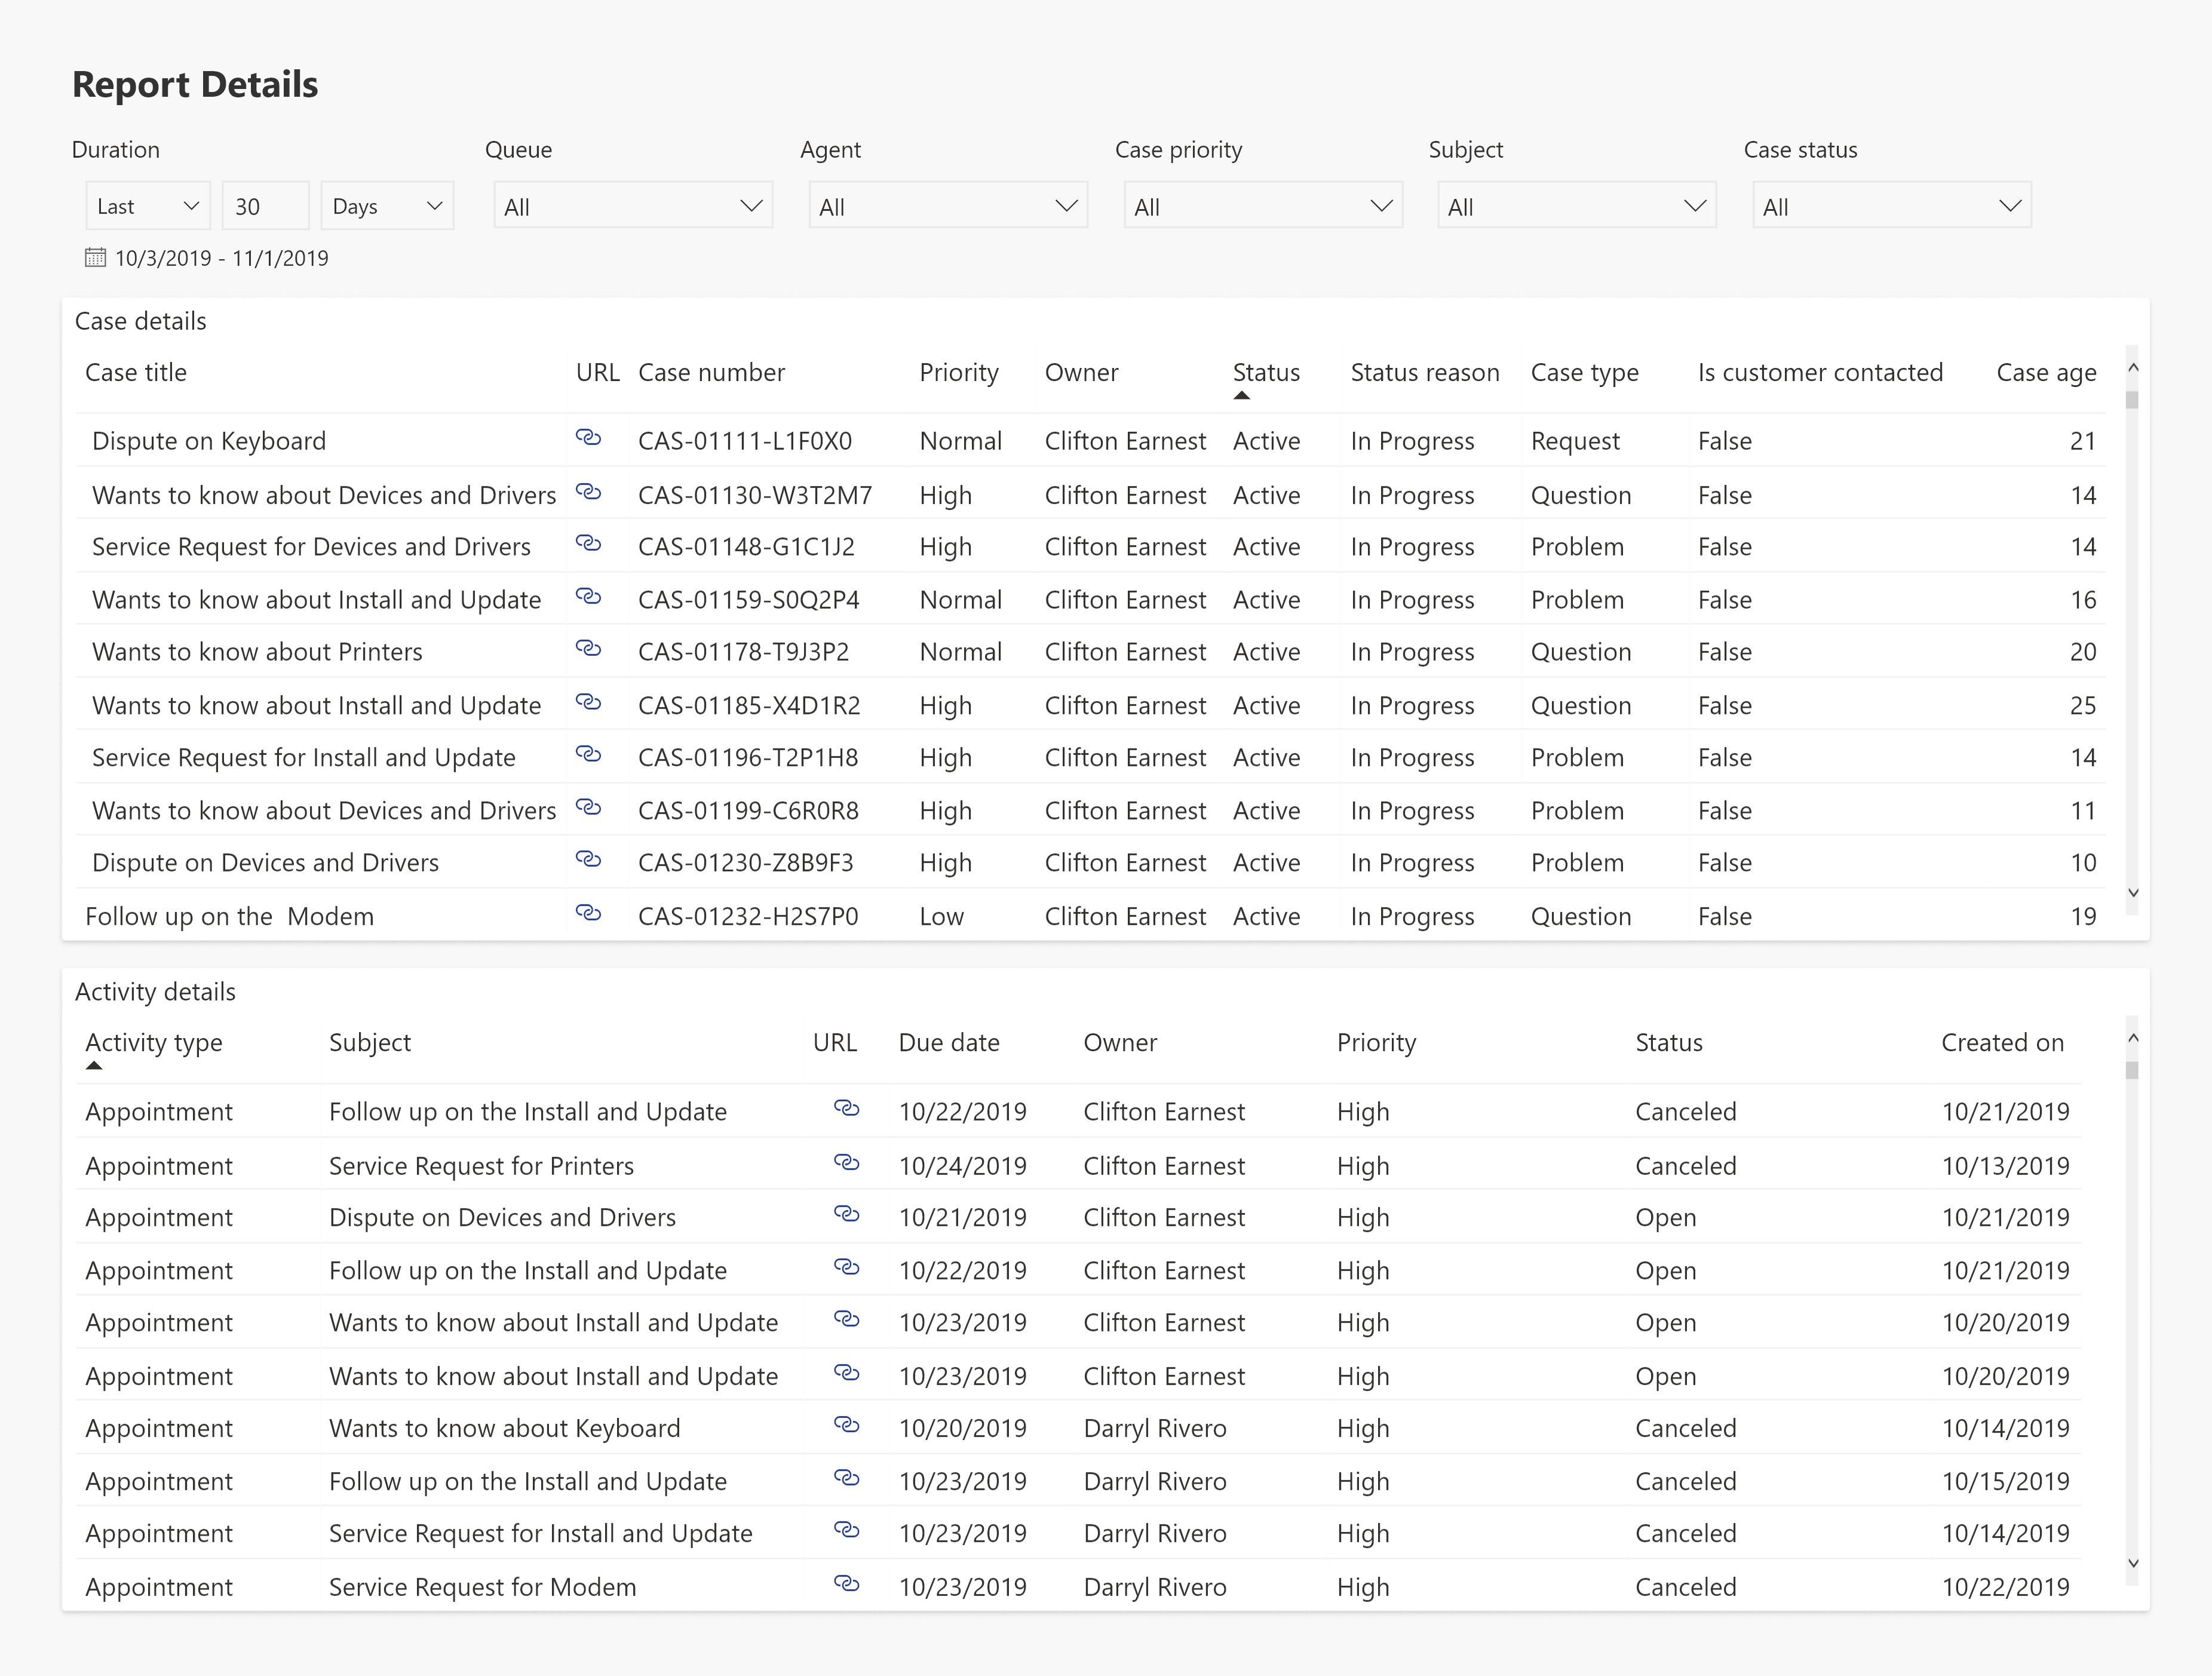 Report Details
Duration Queue Agent Case priority Subject Case status
Last 30 Days All All All All All
10/3/2019 - 11/1/2019
Case details
Case title URL Case number Priority Owner Status Status reason Case type Is customer contacted Case age
Dispute on Keyboard CAS-01111-L1F0X0 Normal Clifton Earnest Active In Progress Request False 21
Wants to know about Devices and Drivers CAS-01130-W3T2M7 High Clifton Earnest Active In Progress Question False 14
Service Request for Devices and Drivers CAS-01148-G1C1J2 High Clifton Earnest Active In Progress Problem False 14
Wants to know about Install and Update CAS-01159-S0Q2P4 Normal Clifton Earnest Active In Progress Problem False 16
Wants to know about Printers CAS-01178-T9J3P2 Normal Clifton Earnest Active In Progress Question False 20
Wants to know about Install and Update CAS-01185-X4D1R2 High Clifton Earnest Active In Progress Question False 25
Service Request for Install and Update CAS-01196-T2P1H8 High Clifton Earnest Active In Progress Problem False 14
Wants to know about Devices and Drivers CAS-01199-C6R0R8 High Clifton Earnest Active In Progress Problem False 11
Dispute on Devices and Drivers CAS-01230-Z8B9F3 High Clifton Earnest Active In Progress Problem False 10
Follow up on the  Modem CAS-01232-H2S7P0 Low Clifton Earnest Active In Progress Question False 19
Activity details
Activity type Subject URL Due date Owner Priority Status Created on
Appointment Follow up on the Install and Update 10/22/2019 Clifton Earnest High Canceled 10/21/2019
Appointment Service Request for Printers 10/24/2019 Clifton Earnest High Canceled 10/13/2019
Appointment Dispute on Devices and Drivers 10/21/2019 Clifton Earnest High Open 10/21/2019
Appointment Follow up on the Install and Update 10/22/2019 Clifton Earnest High Open 10/21/2019
Appointment Wants to know about Install and Update 10/23/2019 Clifton Earnest High Open 10/20/2019
Appointment Wants to know about Install and Update 10/23/2019 Clifton Earnest High Open 10/20/2019
Appointment Wants to know about Keyboard 10/20/2019 Darryl Rivero High Canceled 10/14/2019
Appointment Follow up on the Install and Update 10/23/2019 Darryl Rivero High Canceled 10/15/2019
Appointment Service Request for Install and Update 10/23/2019 Darryl Rivero High Canceled 10/14/2019
Appointment Service Request for Modem 10/23/2019 Darryl Rivero High Canceled 10/22/2019